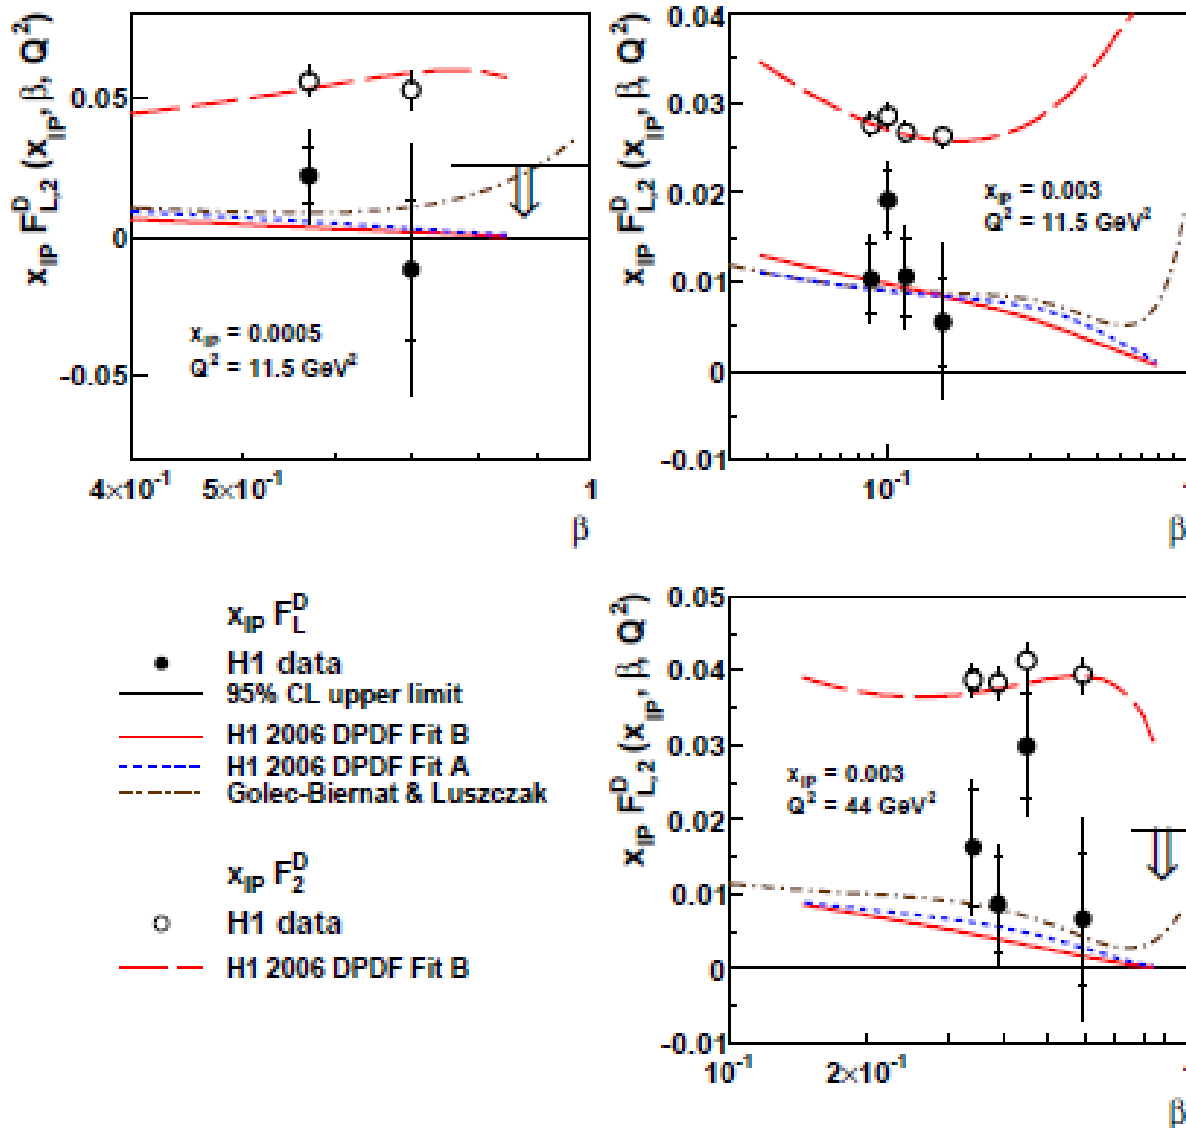 x_IP F^D_L,2 (x_IP, β, Q²)
0.05
0
-0.05
x_IP = 0.0005
Q² = 11.5 GeV²
4×10⁻¹
5×10⁻¹
1
β
x_IP F^D_L,2 (x_IP, β, Q²)
0.04
0.03
0.02
0.01
0
-0.01
x_IP = 0.003
Q² = 11.5 GeV²
10⁻¹
1
β
x_IP F^D_L
H1 data
95% CL upper limit
H1 2006 DPDF Fit B
H1 2006 DPDF Fit A
Golec-Biernat & Luszczak
x_IP F^D_2
H1 data
H1 2006 DPDF Fit B
x_IP F^D_L,2 (x_IP, β, Q²)
0.05
0.04
0.03
0.02
0.01
0
-0.01
x_IP = 0.003
Q² = 44 GeV²
10⁻¹
2×10⁻¹
1
β